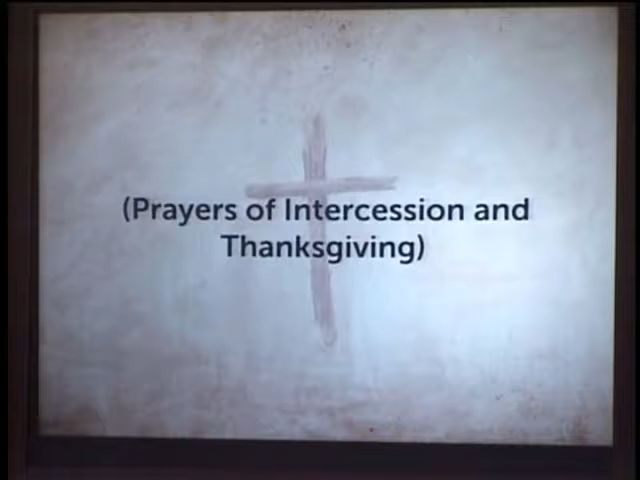 (Prayers of Intercession and
Thanksgiving)